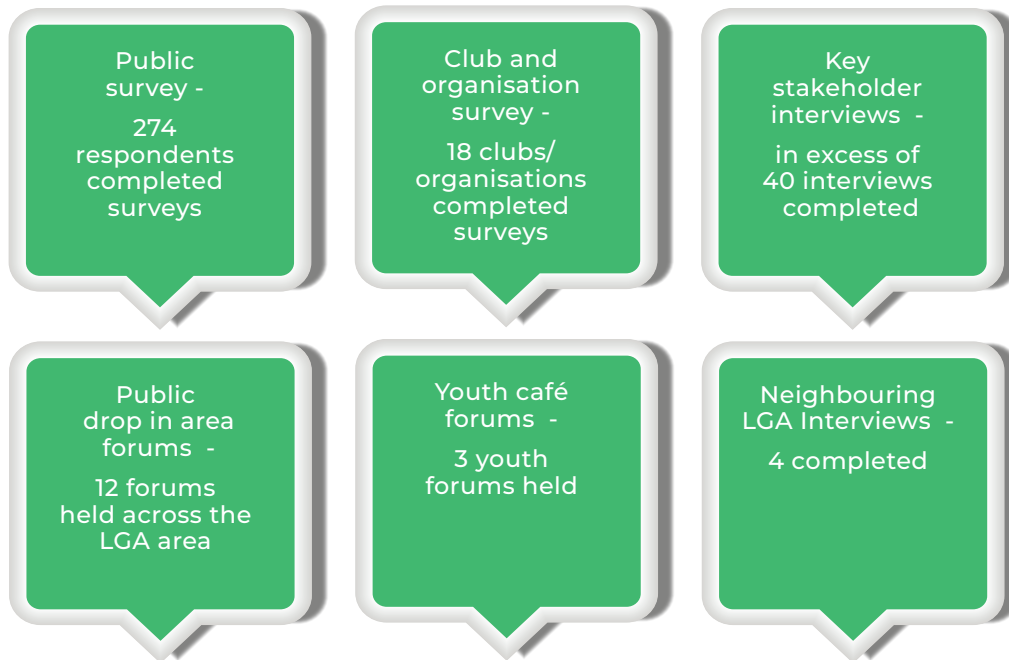 Public
survey -
274
respondents
completed
surveys
Club and
organisation
survey -
18 clubs/
organisations
completed
surveys
Key
stakeholder
interviews -
in excess of
40 interviews
completed
Public
drop in area
forums -
12 forums
held across the
LGA area
Youth café
forums -
3 youth
forums held
Neighbouring
LGA Interviews -
4 completed